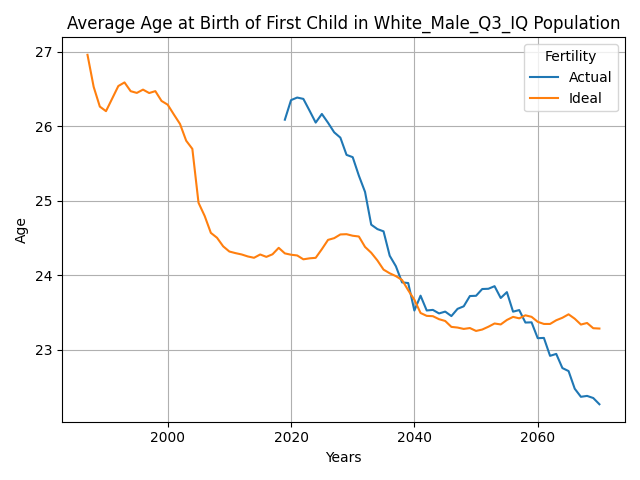 Average Age at Birth of First Child in White_Male_Q3_IQ Population
Fertility
Actual
Ideal
27
26
25
24
23
Age
2000
2020
2040
2060
Years